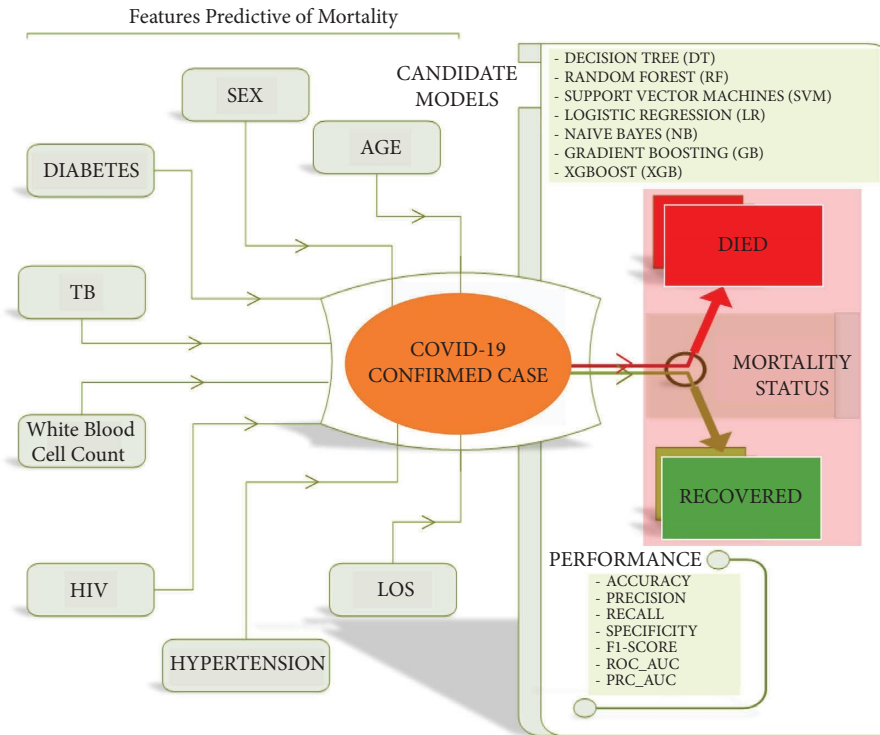 Features Predictive of Mortality
SEX
AGE
DIABETES
TB
White Blood
Cell Count
HIV
HYPERTENSION
LOS
COVID-19
CONFIRMED CASE
CANDIDATE
MODELS
- DECISION TREE (DT)
- RANDOM FOREST (RF)
- SUPPORT VECTOR MACHINES (SVM)
- LOGISTIC REGRESSION (LR)
- NAIVE BAYES (NB)
- GRADIENT BOOSTING (GB)
- XGBOOST (XGB)
DIED
MORTALITY
STATUS
RECOVERED
PERFORMANCE
- ACCURACY
- PRECISION
- RECALL
- SPECIFICITY
- F1-SCORE
- ROC_AUC
- PRC_AUC